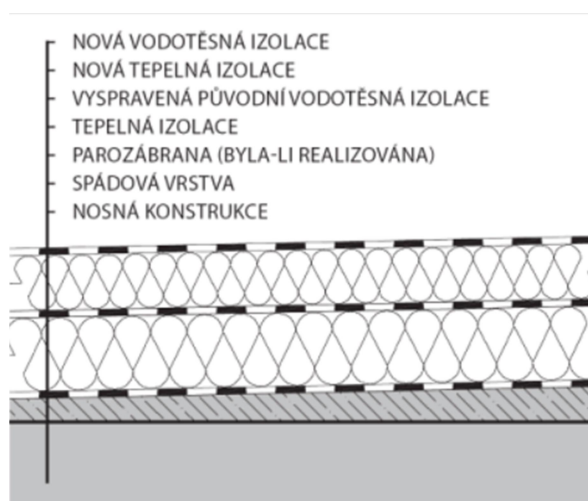 NOVÁ VODOTĚSNÁ IZOLACE
NOVÁ TEPELNÁ IZOLACE
VYSPRAVENÁ PŮVODNÍ VODOTĚSNÁ IZOLACE
TEPELNÁ IZOLACE
PAROZÁBRANA (BYLA-LI REALIZOVÁNA)
SPÁDOVÁ VRSTVA
NOSNÁ KONSTRUKCE